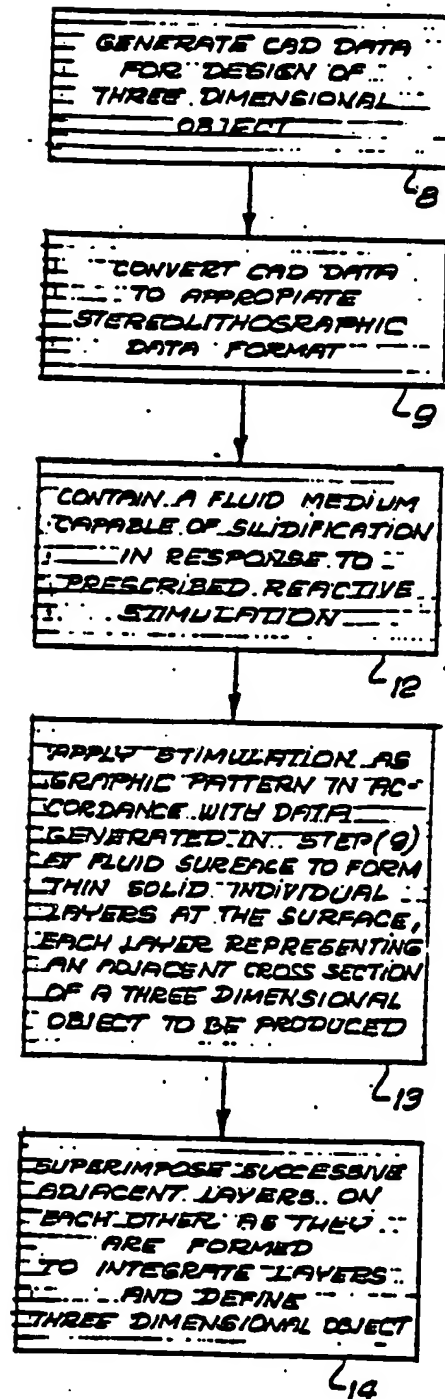 GENERATE CAD DATA
FOR DESIGN OF
THREE DIMENSIONAL
OBJECT
8
CONVERT CAD DATA
TO APPROPIATE
STEREOLITHOGRAPHIC
DATA FORMAT
9
CONTAIN A FLUID MEDIUM
CAPABLE OF SILIDIFICATION
IN RESPONSE TO
PRESCRIBED REACTIVE
STIMULATION
12
APPLY STIMULATION AS
GRAPHIC PATTERN IN AC-
CORDANCE WITH DATA
GENERATED IN STEP (9)
AT FLUID SUREACE TO FORM
THIN SOLID INDIVIDUAL
LAYERS AT THE SURFACE,
EACH LAYER REPRESENTING
AN ADJACENT CROSS SECTION
OF A THREE DIMENSIONAL
OBJECT TO BE PRODUCED
13
SUPERIMPOSE SUCCESSIVE
ADJACENT LAYERS ON
EACH OTHER AS THEY
ARE FORMED
TO INTEGRATE LAYERS
AND DEFINE
THREE DIMENSIONAL OBJECT
14